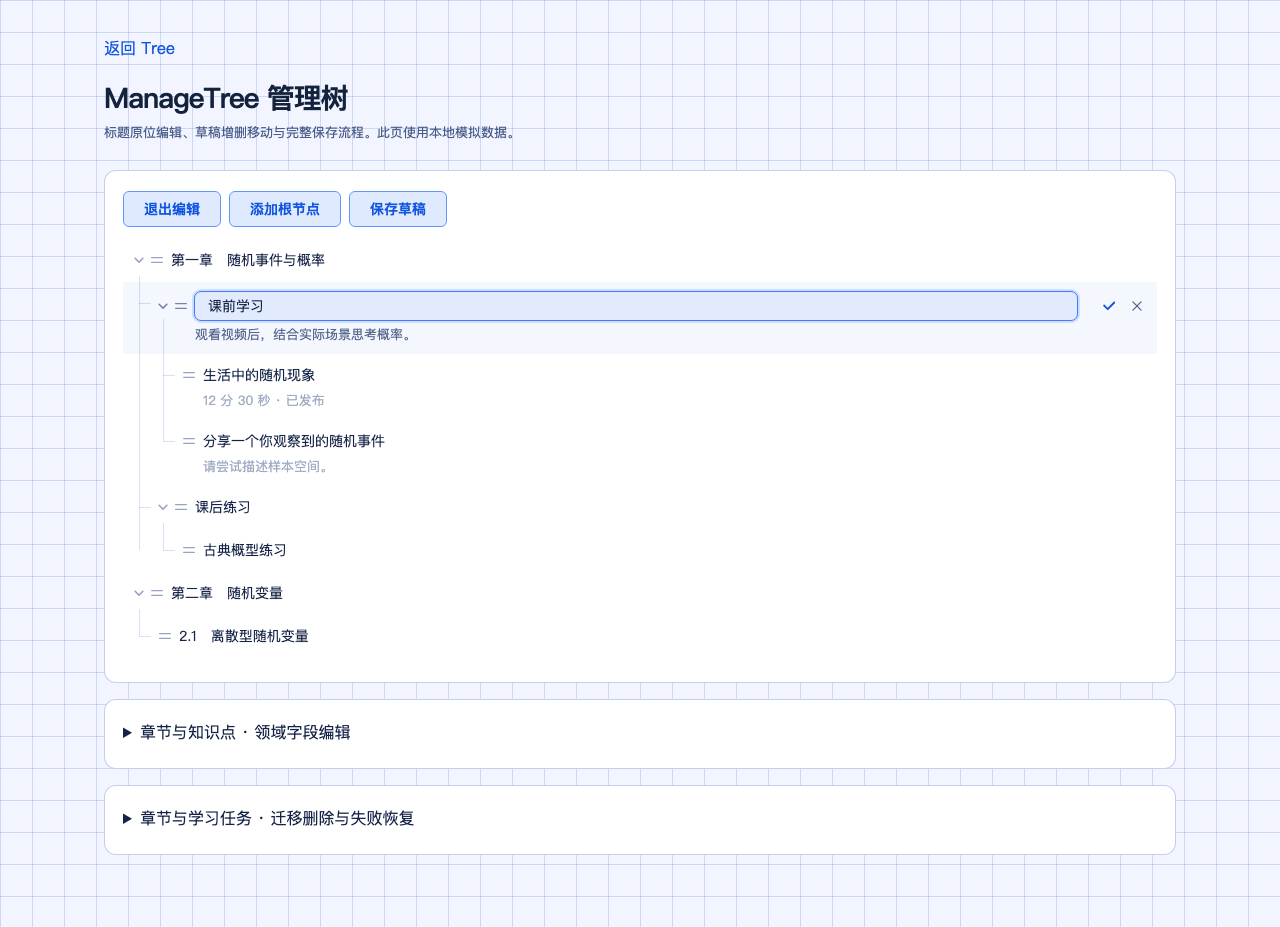 返回 Tree
ManageTree 管理树
标题原位编辑、草稿增删移动与完整保存流程。此页使用本地模拟数据。
退出编辑 添加根节点 保存草稿
第一章　随机事件与概率
课前学习
观看视频后，结合实际场景思考概率。
生活中的随机现象
12 分 30 秒 · 已发布
分享一个你观察到的随机事件
请尝试描述样本空间。
课后练习
古典概型练习
第二章　随机变量
2.1　离散型随机变量
章节与知识点 · 领域字段编辑
章节与学习任务 · 迁移删除与失败恢复